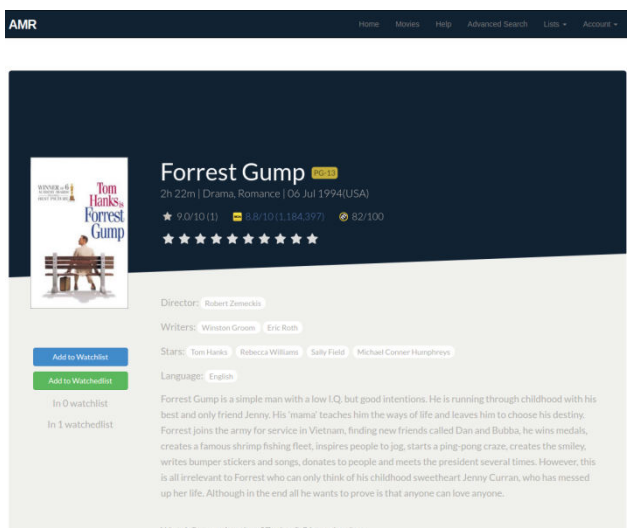 AMR Home Movies Help Advanced Search Lists Account
Tom
Hanks is
Forrest
Gump
Forrest Gump PG-13
2h 22m | Drama, Romance | 06 Jul 1994(USA)
9.0/10 (1) 8.8/10 (1,184,397) 82/100
Director: Robert Zemeckis
Writers: Winston Groom Eric Roth
Stars: Tom Hanks Rebecca Williams Sally Field Michael Conner Humphreys
Language: English
Add to Watchlist
Add to Watchedlist
In 0 watchlist
In 1 watchedlist
Forrest Gump is a simple man with a low I.Q. but good intentions. He is running through childhood with his
best and only friend Jenny. His 'mama' teaches him the ways of life and leaves him to choose his destiny.
Forrest joins the army for service in Vietnam, finding new friends called Dan and Bubba, he wins medals,
creates a famous shrimp fishing fleet, inspires people to jog, starts a ping-pong craze, creates the smiley,
writes bumper stickers and songs, donates to people and meets the president several times. However, this
is all irrelevant to Forrest who can only think of his childhood sweetheart Jenny Curran, who has messed
up her life. Although in the end all he wants to prove is that anyone can love anyone.